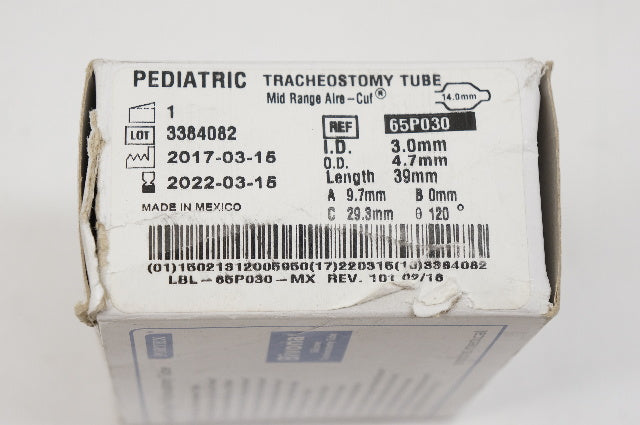 PEDIATRIC TRACHEOSTOMY TUBE
Mid Range Aire-Cuf®
14.0mm
1
LOT 3384082
2017-03-15
2022-03-15
MADE IN MEXICO
REF 65P030
I.D. 3.0mm
O.D. 4.7mm
Length 39mm
A 9.7mm B 0mm
C 29.3mm θ 120°
(01)15021312005950(17)220315(10)3384082
LBL-65P030-MX REV. 101 02/16
bivona